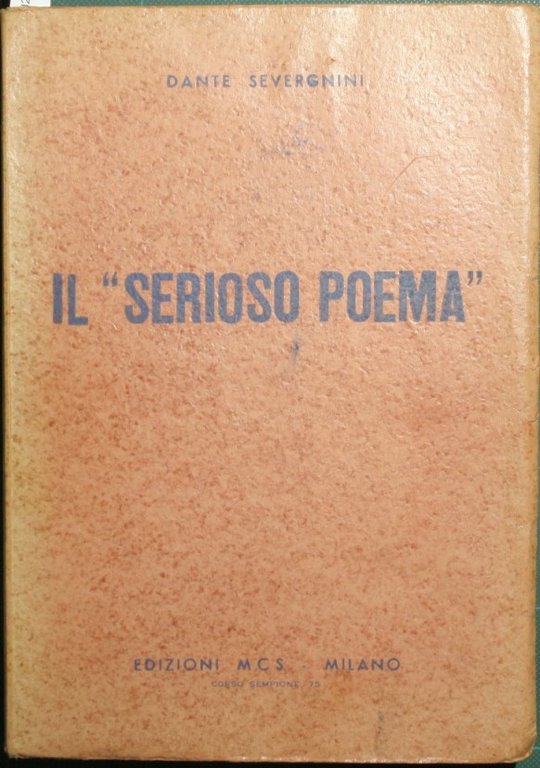 DANTE SEVERGNINI
IL "SERIOSO POEMA"
EDIZIONI M.C.S. - MILANO
CORSO SEMPIONE, 75